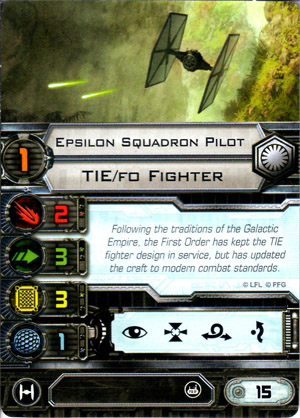 Epsilon Squadron Pilot
1
TIE/fo Fighter
2
3
Following the traditions of the Galactic
Empire, the First Order has kept the TIE
fighter design in service, but has updated
the craft to modern combat standards.
© LFL © FFG
3
1
15